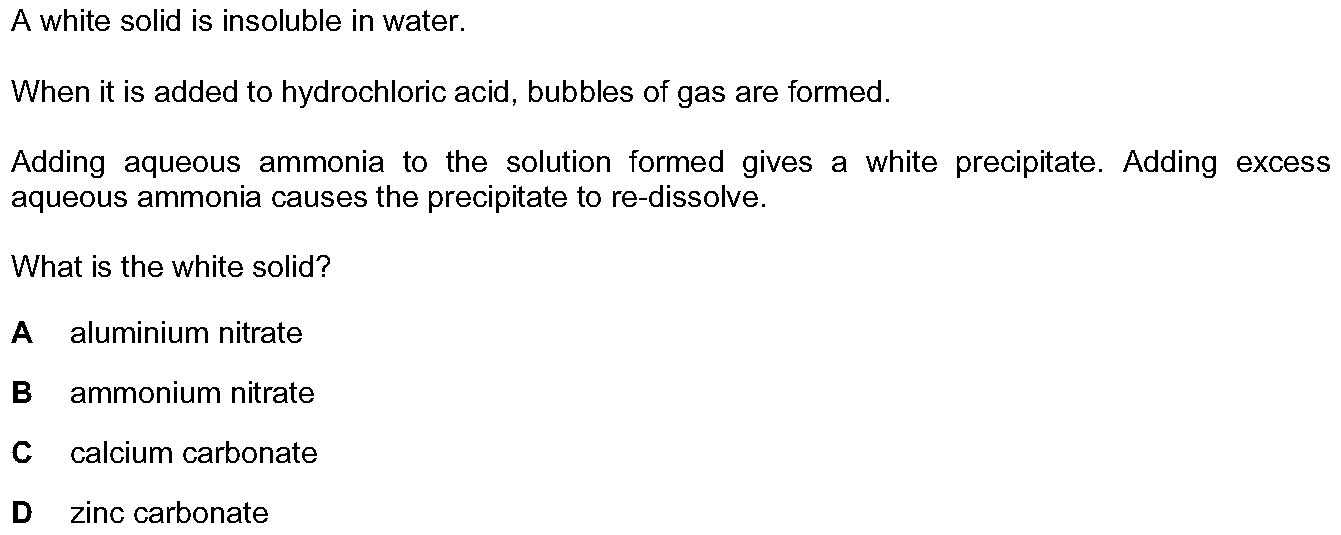 A white solid is insoluble in water.
When it is added to hydrochloric acid, bubbles of gas are formed.
Adding aqueous ammonia to the solution formed gives a white precipitate. Adding excess
aqueous ammonia causes the precipitate to re-dissolve.
What is the white solid?
A aluminium nitrate
B ammonium nitrate
C calcium carbonate
D zinc carbonate